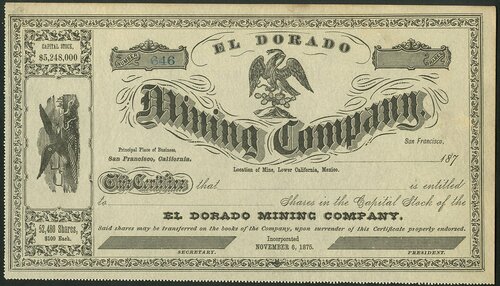 CAPITAL STOCK,
$5,248,000
646
EL DORADO
Mining Company,
Principal Place of Business,
San Francisco, California.
San Francisco,
187
Location of Mine, Lower California, Mexico.
This Certifies that is entitled
to Shares in the Capital Stock of the
EL DORADO MINING COMPANY.
Said shares may be transferred on the books of the Company, upon surrender of this Certificate properly endorsed.
52,480 Shares,
$100 Each.
Incorporated
NOVEMBER 6, 1875.
SECRETARY.
PRESIDENT.